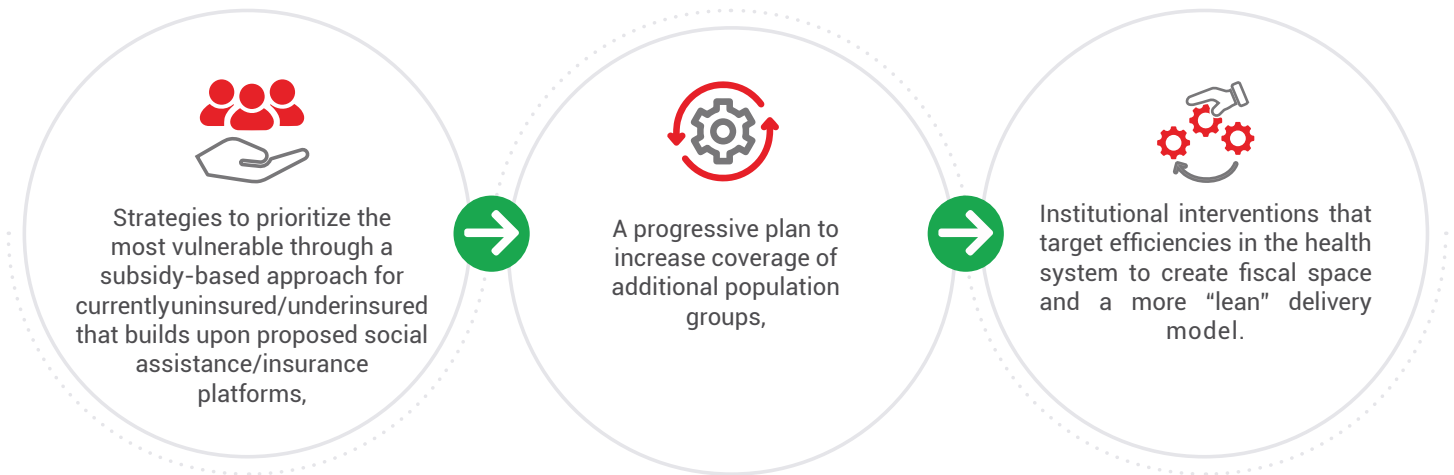 Strategies to prioritize the
most vulnerable through a
subsidy-based approach for
currentlyuninsured/underinsured
that builds upon proposed social
assistance/insurance
platforms,
A progressive plan to
increase coverage of
additional population
groups,
Institutional interventions that
target efficiencies in the health
system to create fiscal space
and a more “lean” delivery
model.